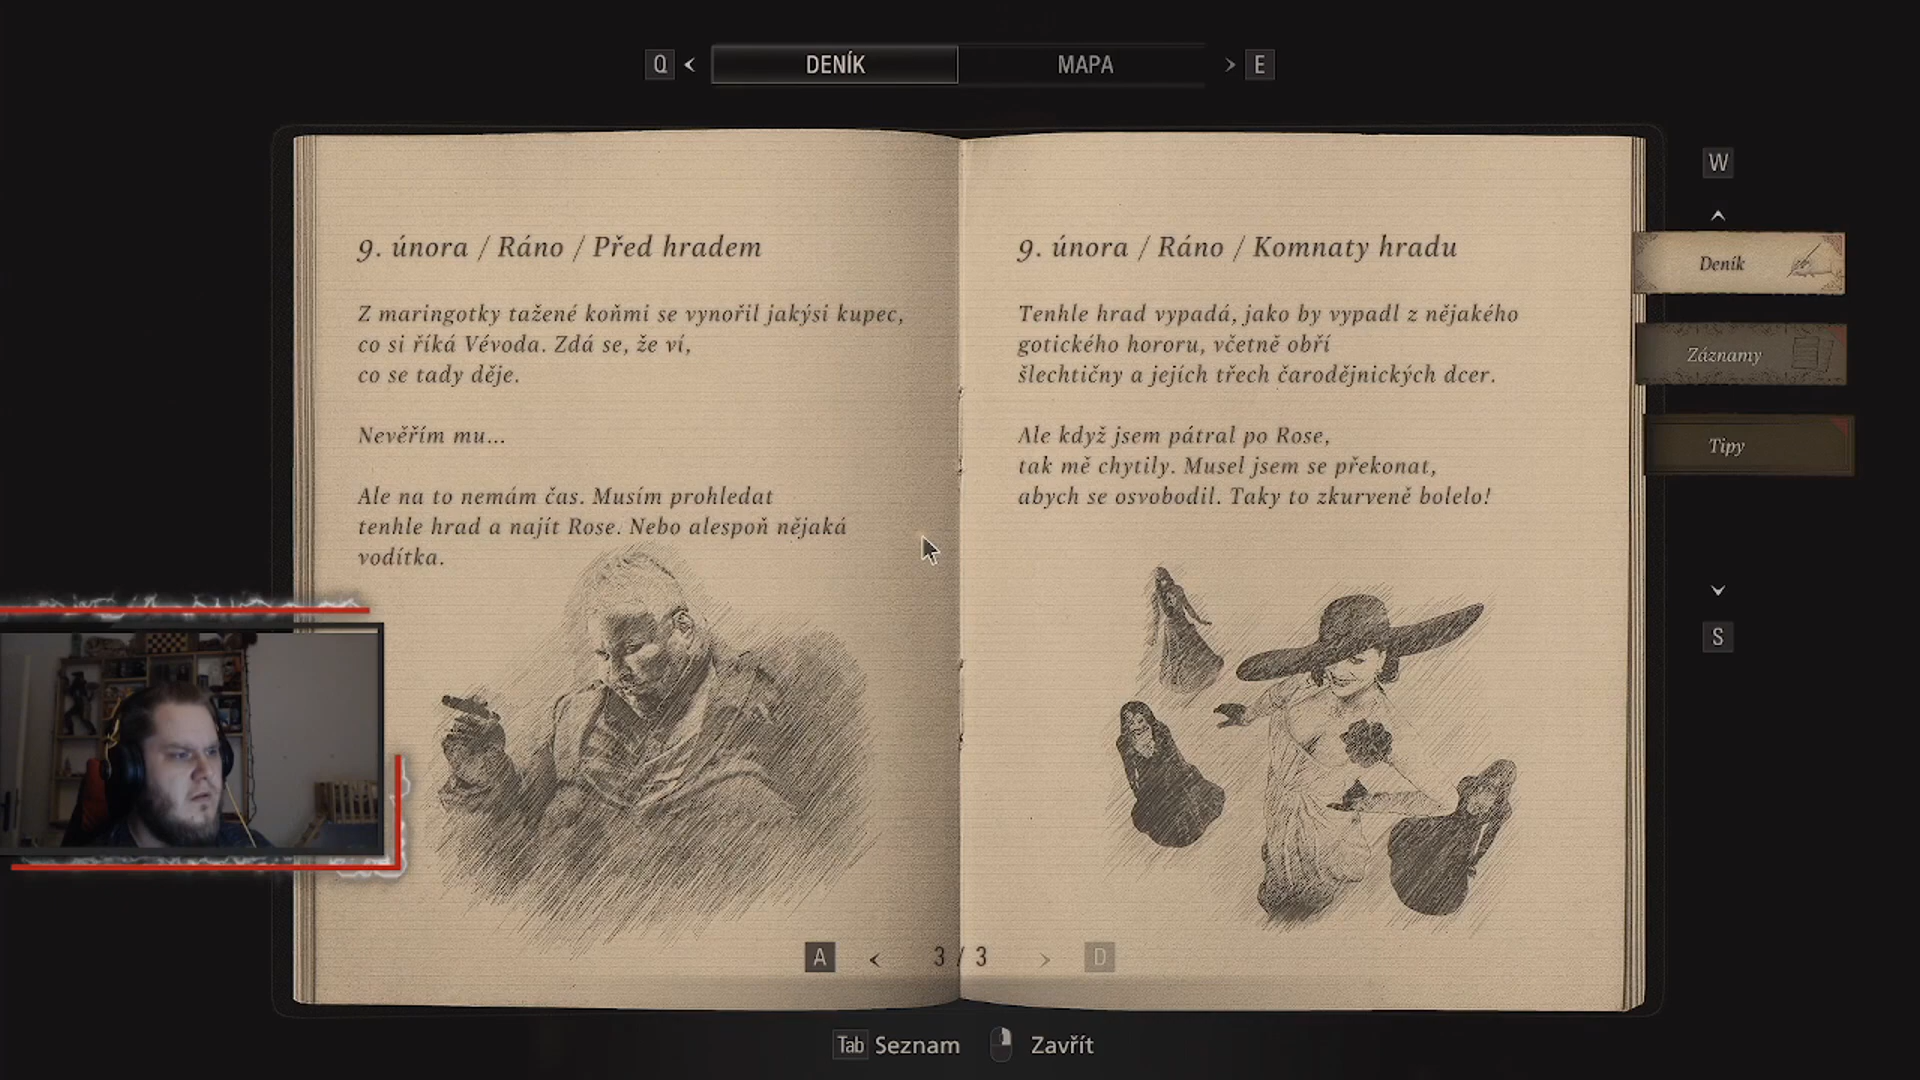 Q < DENÍK MAPA > E
9. února / Ráno / Před hradem
Z maringotky tažené koňmi se vynořil jakýsi kupec,
co si říká Vévoda. Zdá se, že ví,
co se tady děje.
Nevěřím mu...
Ale na to nemám čas. Musím prohledat
tenhle hrad a najít Rose. Nebo alespoň nějaká
vodítka.
9. února / Ráno / Komnaty hradu
Tenhle hrad vypadá, jako by vypadl z nějakého
gotického hororu, včetně obří
šlechtičny a jejích třech čarodějnických dcer.
Ale když jsem pátral po Rose,
tak mě chytily. Musel jsem se překonat,
abych se osvobodil. Taky to zkurveně bolelo!
W
Deník
Záznamy
Tipy
S
A < 3 / 3 > D
Tab Seznam Zavřít